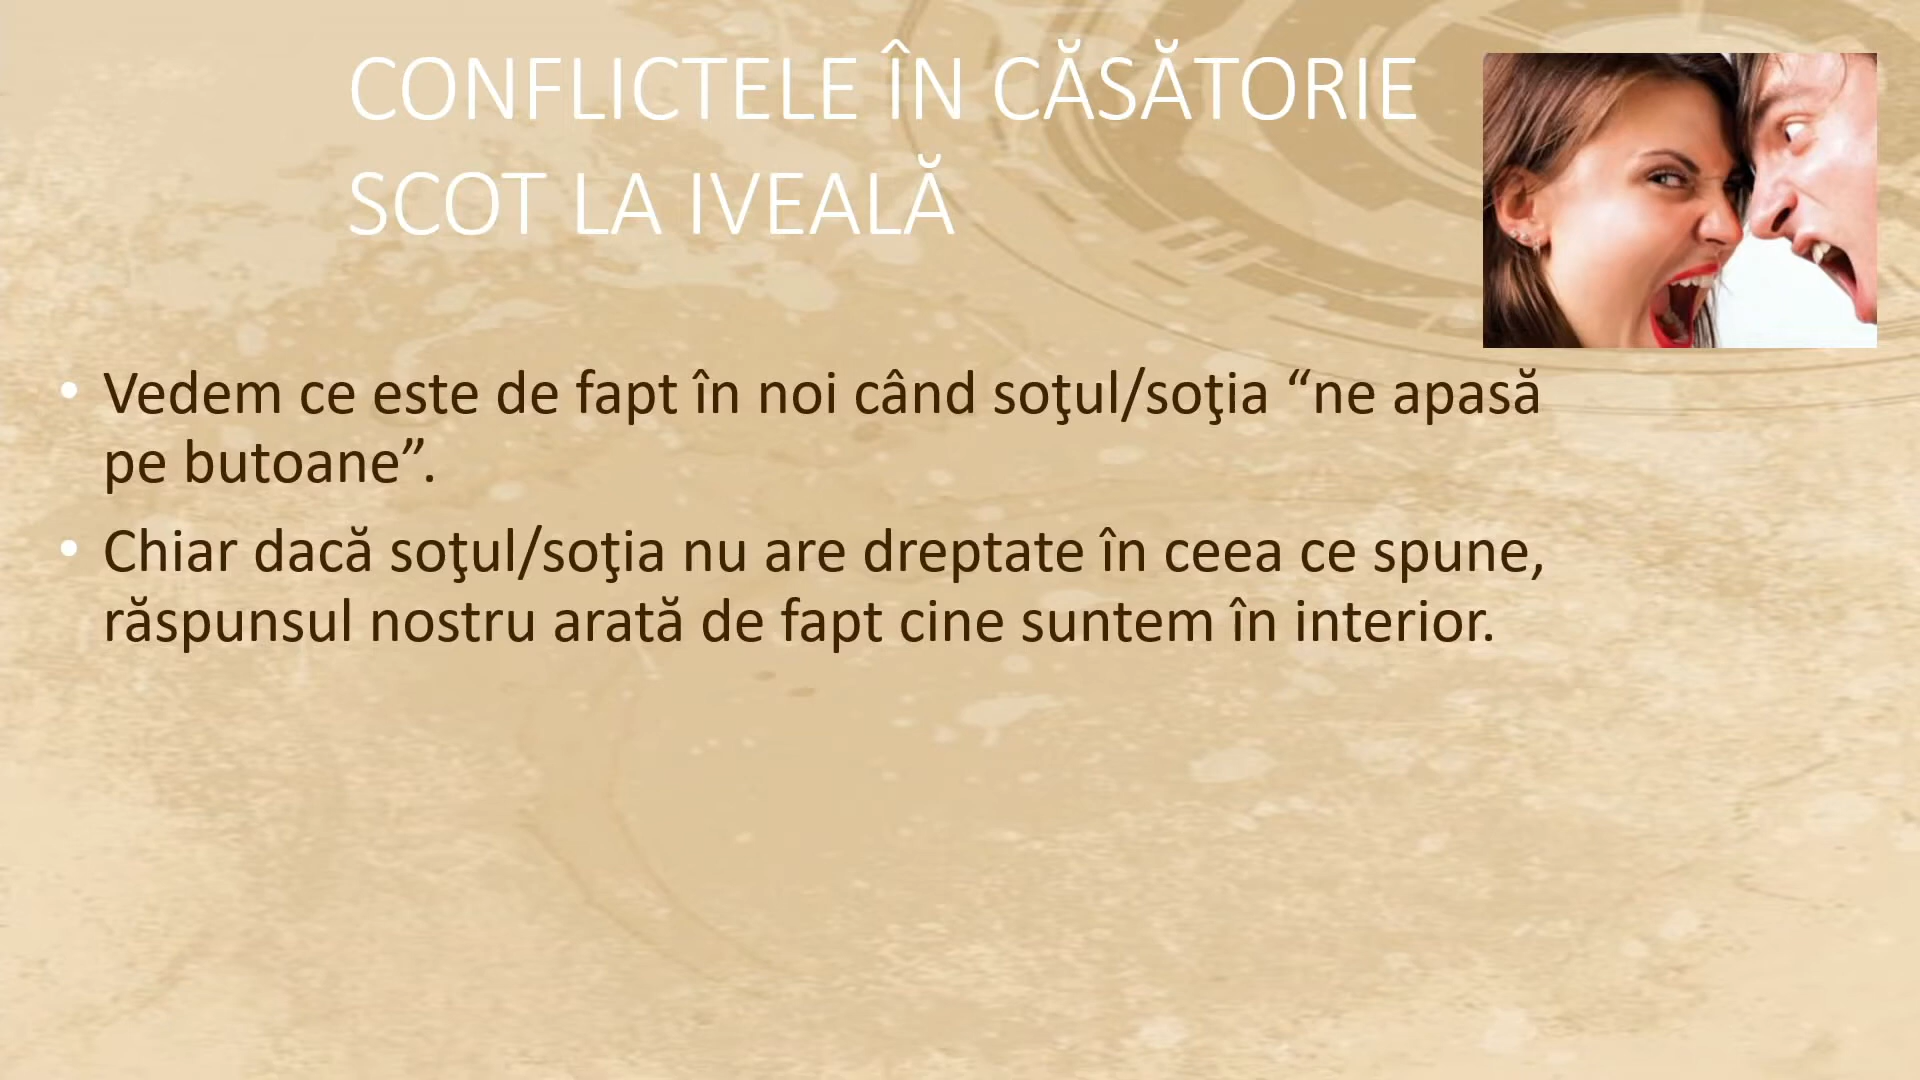 CONFLICTELE ÎN CĂSĂTORIE
SCOT LA IVEALĂ
• Vedem ce este de fapt în noi când soţul/soţia “ne apasă
pe butoane”.
• Chiar dacă soţul/soţia nu are dreptate în ceea ce spune,
răspunsul nostru arată de fapt cine suntem în interior.